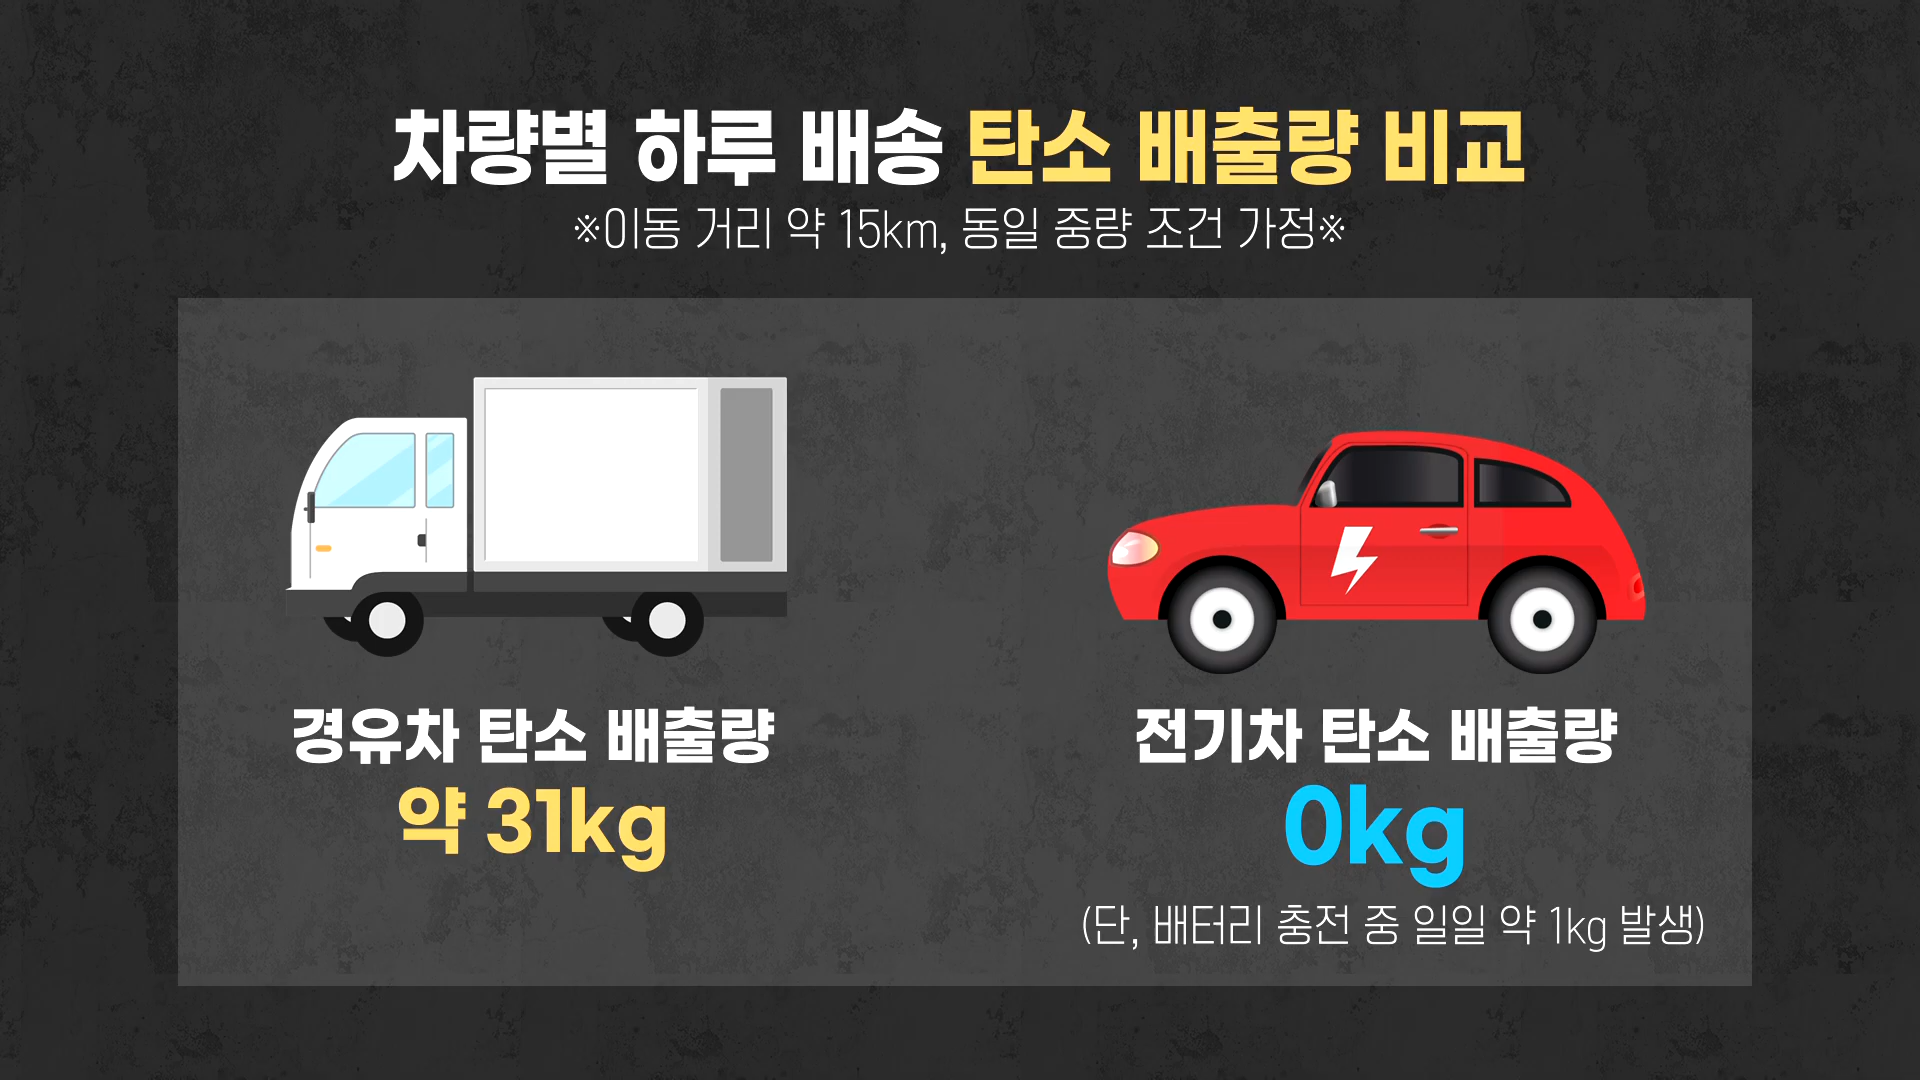 차량별 하루 배송 탄소 배출량 비교
※이동 거리 약 15km, 동일 중량 조건 가정※
경유차 탄소 배출량
약 31kg
전기차 탄소 배출량
0kg
(단, 배터리 충전 중 일일 약 1kg 발생)